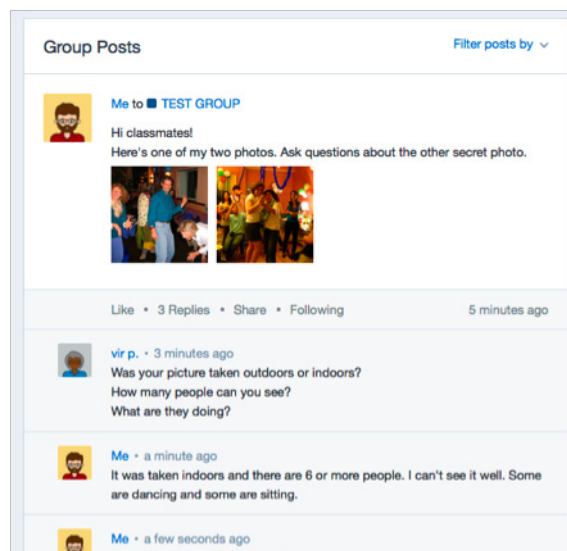 Group Posts
Filter posts by
Me to TEST GROUP
Hi classmates!
Here's one of my two photos. Ask questions about the other secret photo.
Like • 3 Replies • Share • Following
5 minutes ago
vir p. • 3 minutes ago
Was your picture taken outdoors or indoors?
How many people can you see?
What are they doing?
Me • a minute ago
It was taken indoors and there are 6 or more people. I can't see it well. Some
are dancing and some are sitting.
Me • a few seconds ago